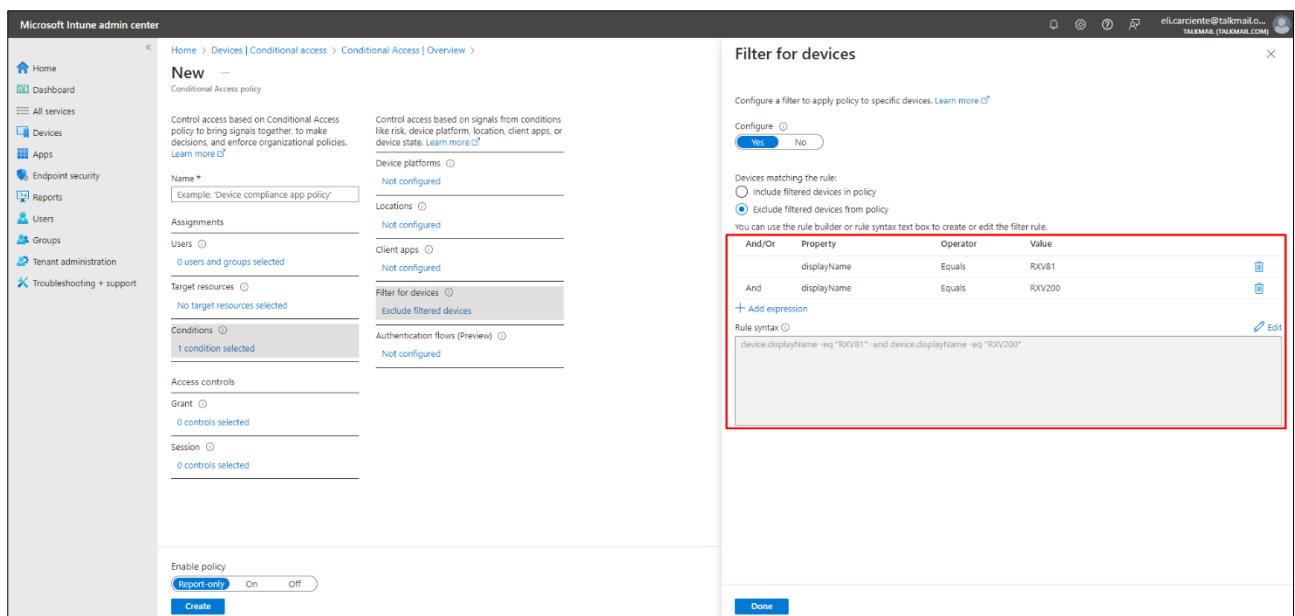 Microsoft Intune admin center
eli.carciente@talkmail.o...
TALKMAIL (TALKMAIL.COM)
Home
Dashboard
All services
Devices
Apps
Endpoint security
Reports
Users
Groups
Tenant administration
Troubleshooting + support
Home > Devices | Conditional access > Conditional Access | Overview >
New ...
Conditional Access policy
Control access based on Conditional Access
policy to bring signals together, to make
decisions, and enforce organizational policies.
Learn more
Name *
Example: 'Device compliance app policy'
Assignments
Users
0 users and groups selected
Target resources
No target resources selected
Conditions
1 condition selected
Access controls
Grant
0 controls selected
Session
0 controls selected
Control access based on signals from conditions
like risk, device platform, location, client apps, or
device state. Learn more
Device platforms
Not configured
Locations
Not configured
Client apps
Not configured
Filter for devices
Exclude filtered devices
Authentication flows (Preview)
Not configured
Enable policy
Report-only On Off
Create
Filter for devices
Configure a filter to apply policy to specific devices. Learn more
Configure
Yes No
Devices matching the rule:
Include filtered devices in policy
Exclude filtered devices from policy
You can use the rule builder or rule syntax text box to create or edit the filter rule.
And/Or Property Operator Value
displayName Equals RXV81
And displayName Equals RXV200
+ Add expression
Rule syntax
Edit
device.displayName -eq "RXV81" -and device.displayName -eq "RXV200"
Done